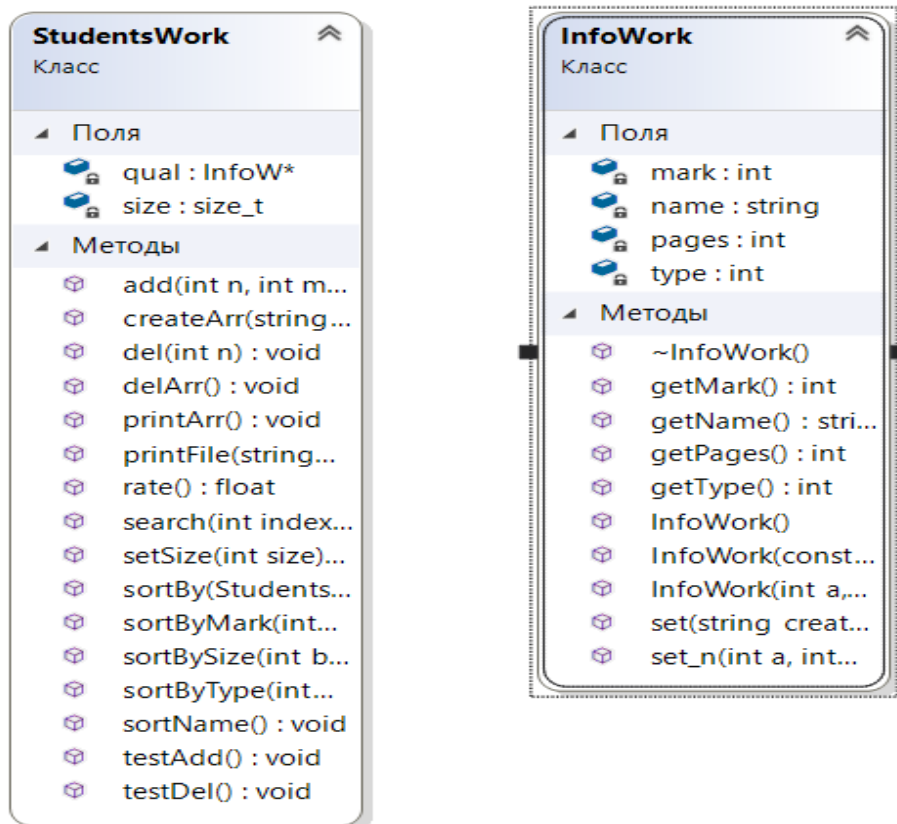 StudentsWork
Класс
Поля
qual : InfoW*
size : size_t
Методы
add(int n, int m...
createArr(string...
del(int n) : void
delArr() : void
printArr() : void
printFile(string...
rate() : float
search(int index...
setSize(int size)...
sortBy(Students...
sortByMark(int...
sortBySize(int b...
sortByType(int...
sortName() : void
testAdd() : void
testDel() : void
InfoWork
Класс
Поля
mark : int
name : string
pages : int
type : int
Методы
~InfoWork()
getMark() : int
getName() : stri...
getPages() : int
getType() : int
InfoWork()
InfoWork(const...
InfoWork(int a,...
set(string creat...
set_n(int a, int...